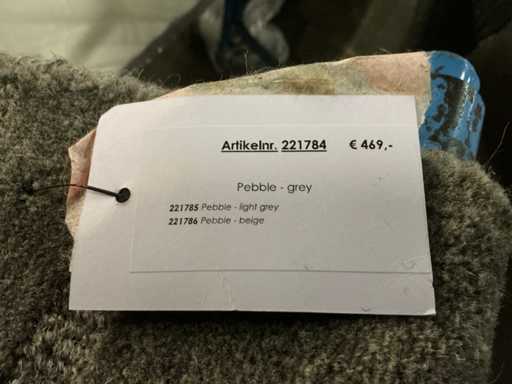 Artikelnr. 221784 € 469,-
Pebble - grey
221785 Pebble - light grey
221786 Pebble - beige